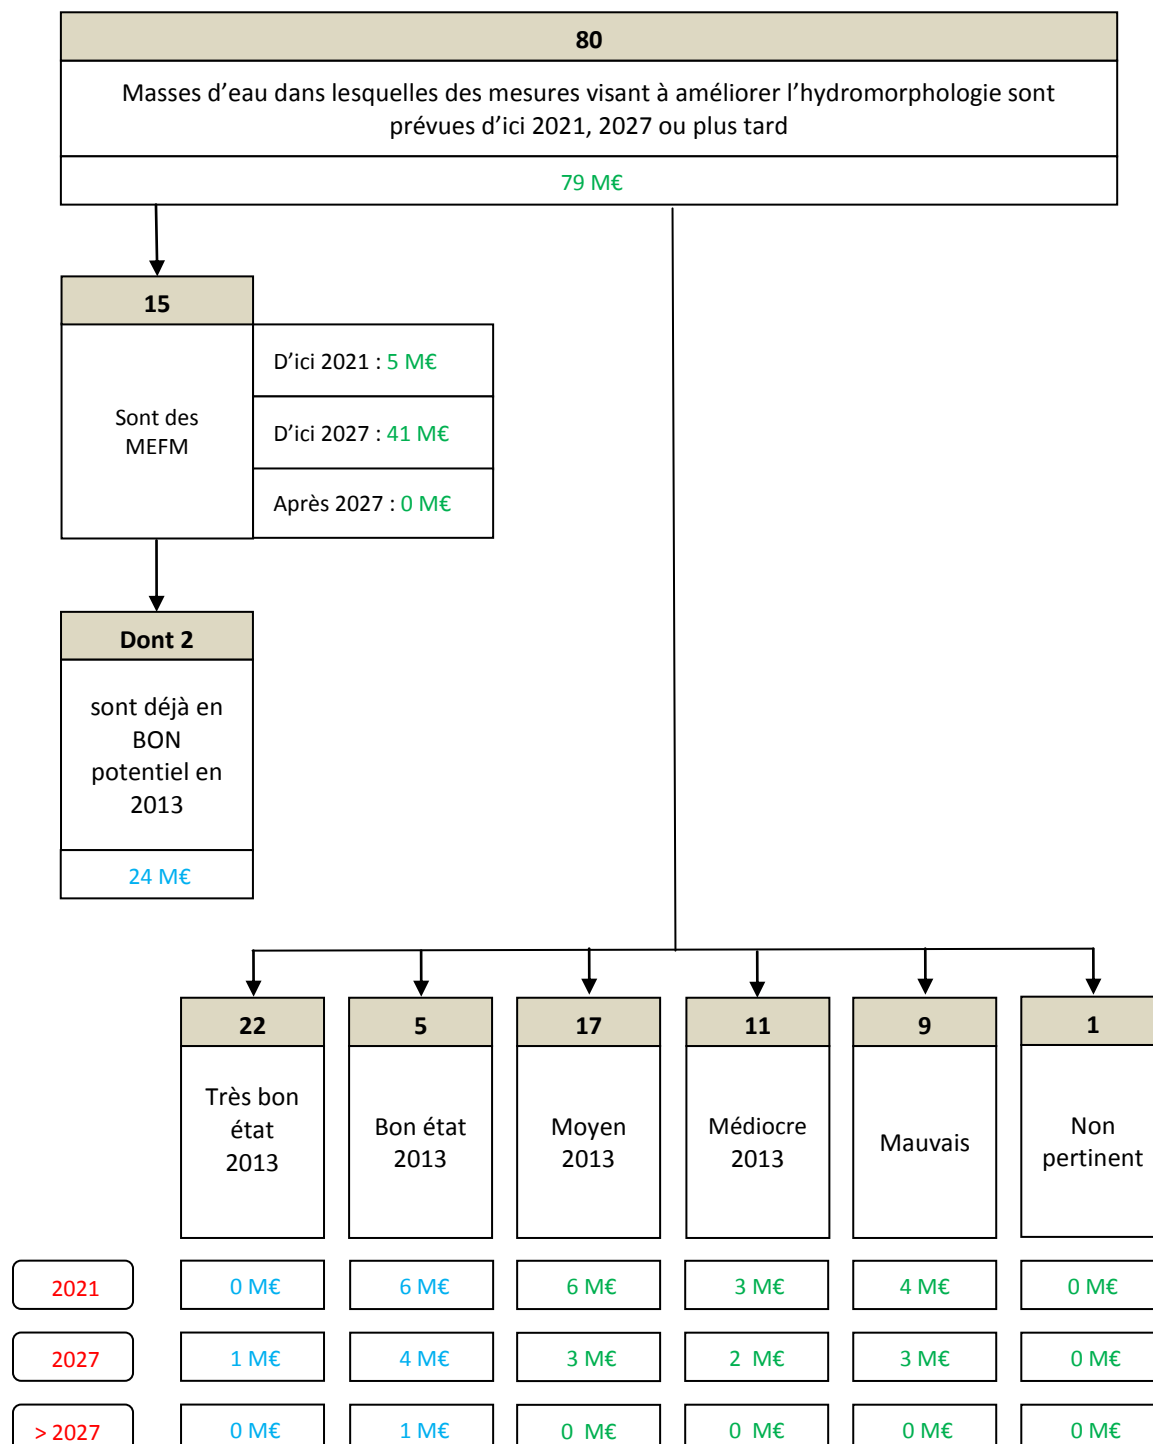 80
Masses d’eau dans lesquelles des mesures visant à améliorer l’hydromorphologie sont
prévues d’ici 2021, 2027 ou plus tard
79 M€
15
Sont des
MEFM
D’ici 2021 : 5 M€
D’ici 2027 : 41 M€
Après 2027 : 0 M€
Dont 2
sont déjà en
BON
potentiel en
2013
24 M€
22
Très bon
état
2013
5
Bon état
2013
17
Moyen
2013
11
Médiocre
2013
9
Mauvais
1
Non
pertinent
2021 0 M€ 6 M€ 6 M€ 3 M€ 4 M€ 0 M€
2027 1 M€ 4 M€ 3 M€ 2 M€ 3 M€ 0 M€
> 2027 0 M€ 1 M€ 0 M€ 0 M€ 0 M€ 0 M€